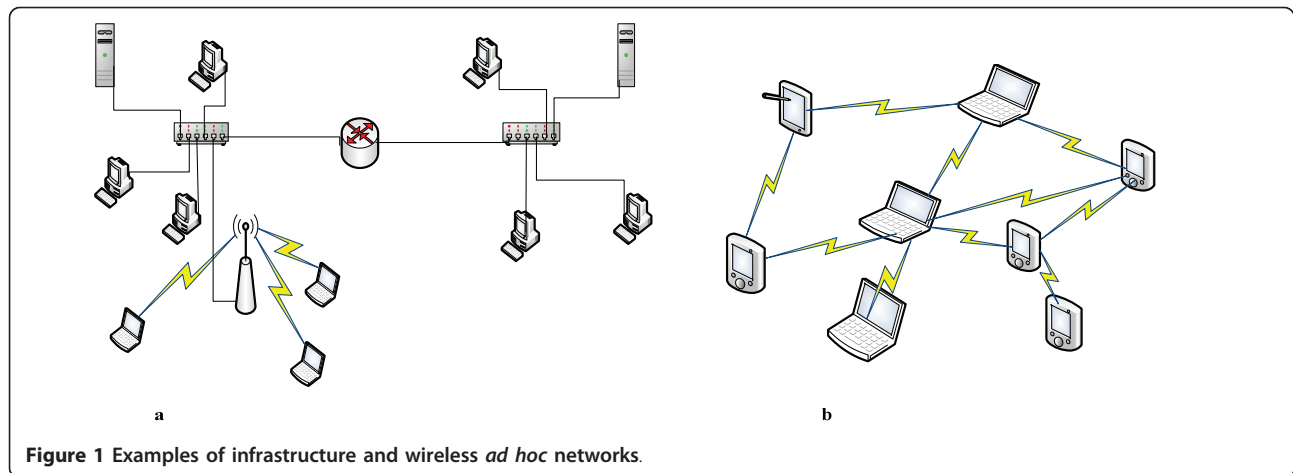 a
b
Figure 1 Examples of infrastructure and wireless ad hoc networks.